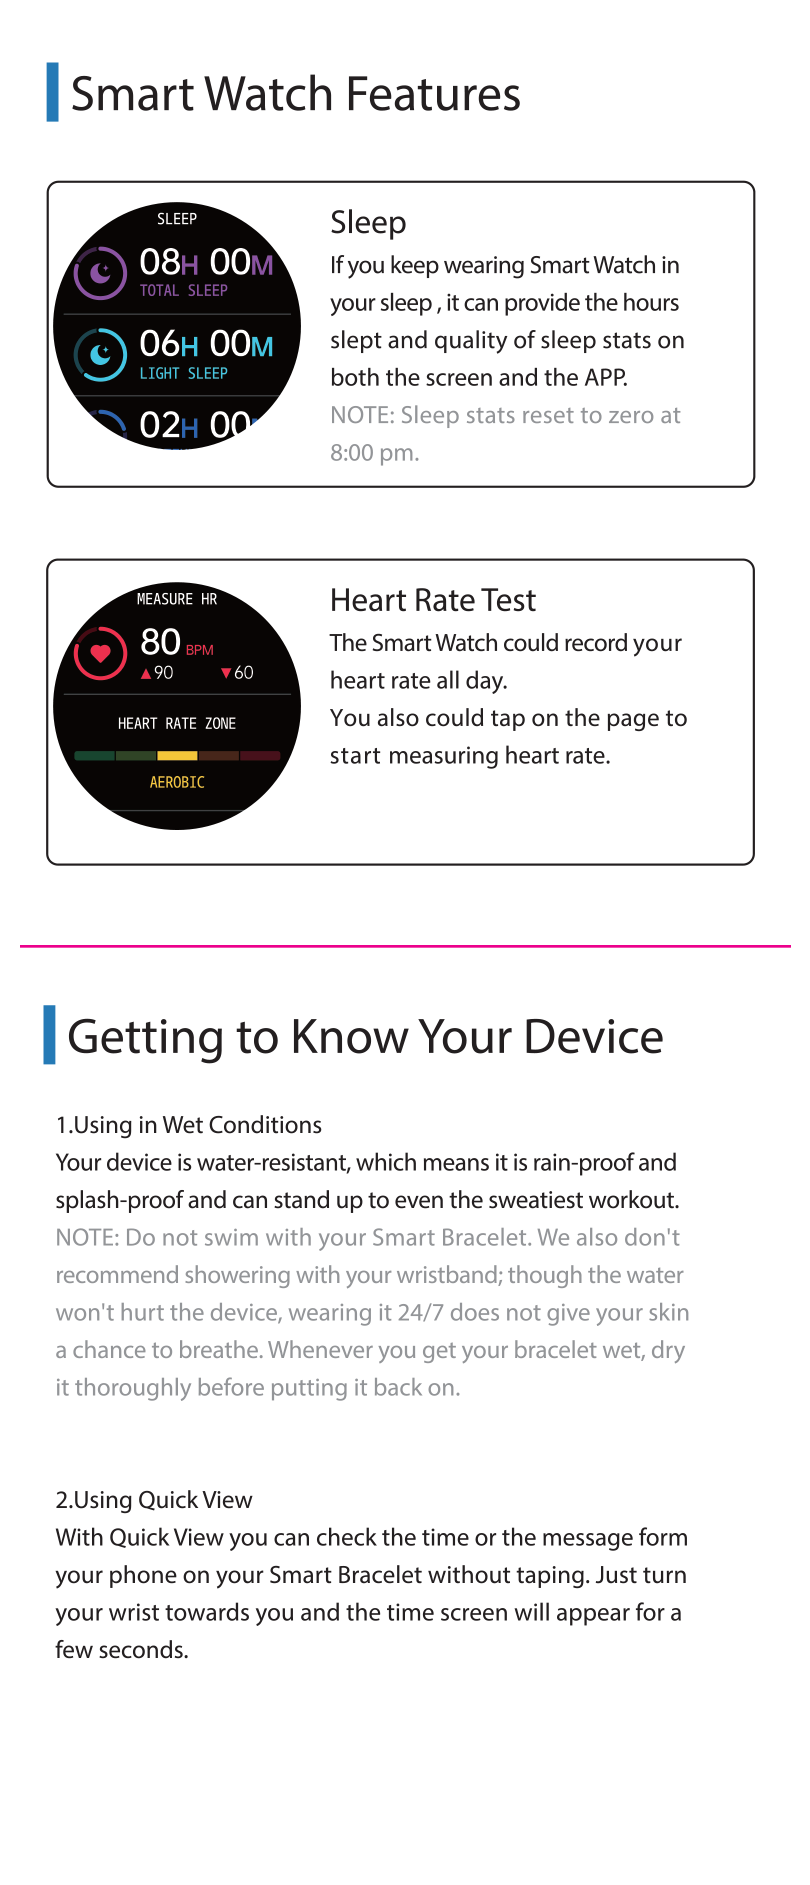 Smart Watch Features
SLEEP
08H 00M
TOTAL SLEEP
06H 00M
LIGHT SLEEP
02H 00
Sleep
If you keep wearing Smart Watch in
your sleep , it can provide the hours
slept and quality of sleep stats on
both the screen and the APP.
NOTE: Sleep stats reset to zero at
8:00 pm.
MEASURE HR
80 BPM
▲90 ▼60
HEART RATE ZONE
AEROBIC
Heart Rate Test
The Smart Watch could record your
heart rate all day.
You also could tap on the page to
start measuring heart rate.
Getting to Know Your Device
1.Using in Wet Conditions
Your device is water-resistant, which means it is rain-proof and
splash-proof and can stand up to even the sweatiest workout.
NOTE: Do not swim with your Smart Bracelet. We also don't
recommend showering with your wristband; though the water
won't hurt the device, wearing it 24/7 does not give your skin
a chance to breathe. Whenever you get your bracelet wet, dry
it thoroughly before putting it back on.
2.Using Quick View
With Quick View you can check the time or the message form
your phone on your Smart Bracelet without taping. Just turn
your wrist towards you and the time screen will appear for a
few seconds.